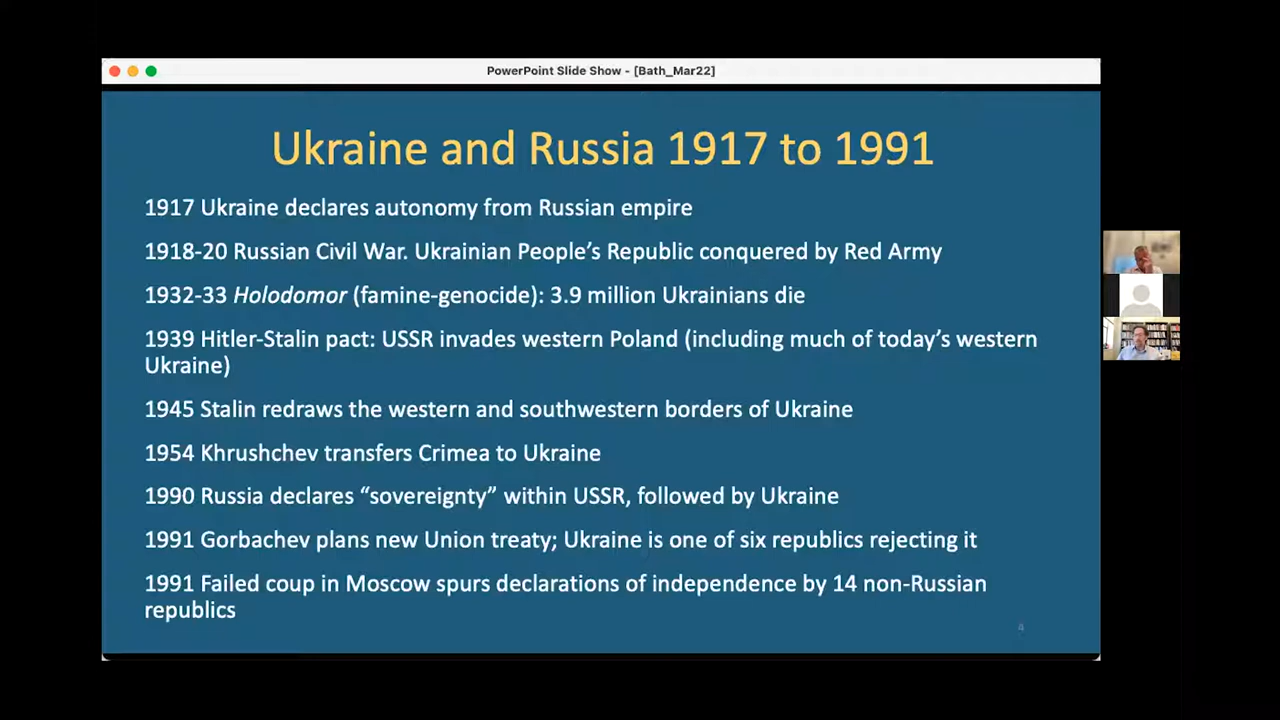 PowerPoint Slide Show - [Bath_Mar22]
Ukraine and Russia 1917 to 1991
1917 Ukraine declares autonomy from Russian empire
1918-20 Russian Civil War. Ukrainian People’s Republic conquered by Red Army
1932-33 Holodomor (famine-genocide): 3.9 million Ukrainians die
1939 Hitler-Stalin pact: USSR invades western Poland (including much of today’s western
Ukraine)
1945 Stalin redraws the western and southwestern borders of Ukraine
1954 Khrushchev transfers Crimea to Ukraine
1990 Russia declares “sovereignty” within USSR, followed by Ukraine
1991 Gorbachev plans new Union treaty; Ukraine is one of six republics rejecting it
1991 Failed coup in Moscow spurs declarations of independence by 14 non-Russian
republics
4